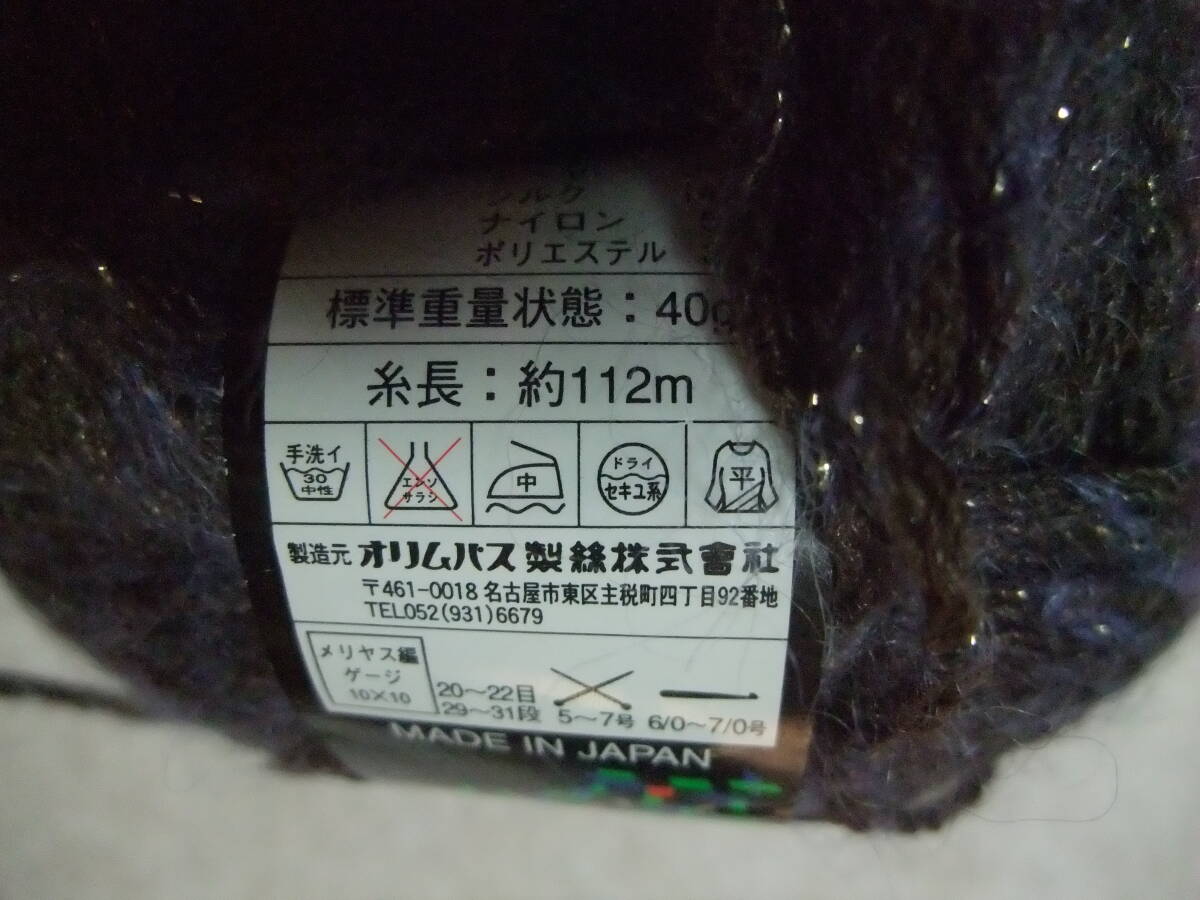 シルク
ナイロン
ポリエステル
標準重量状態：40g
糸長：約112m
手洗イ
30
中性
エンソ
サラシ
中
ドライ
セキユ系
平
製造元 オリムパス製絲株式會社
〒461-0018 名古屋市東区主税町四丁目92番地
TEL052(931)6679
メリヤス編
ゲージ
10×10
20〜22目
29〜31段 5〜7号 6/0〜7/0号
MADE IN JAPAN